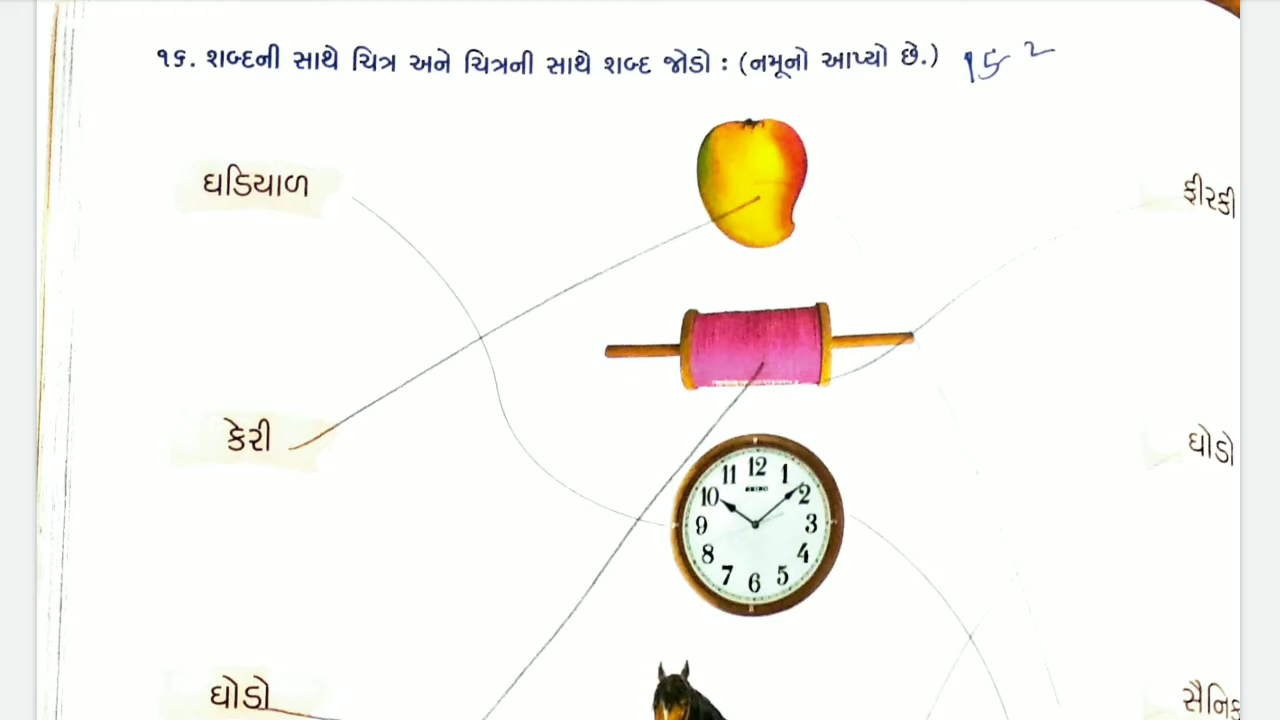 ૧૬. શબ્દની સાથે ચિત્ર અને ચિત્રની સાથે શબ્દ જોડો : (નમૂનો આપ્યો છે.)
ઘડિયાળ
ફીરકી
કેરી
ઘોડો
12
11 1
10 2
9 3
8 4
7 6 5
SEIKO
ઘોડો
સૈનિક